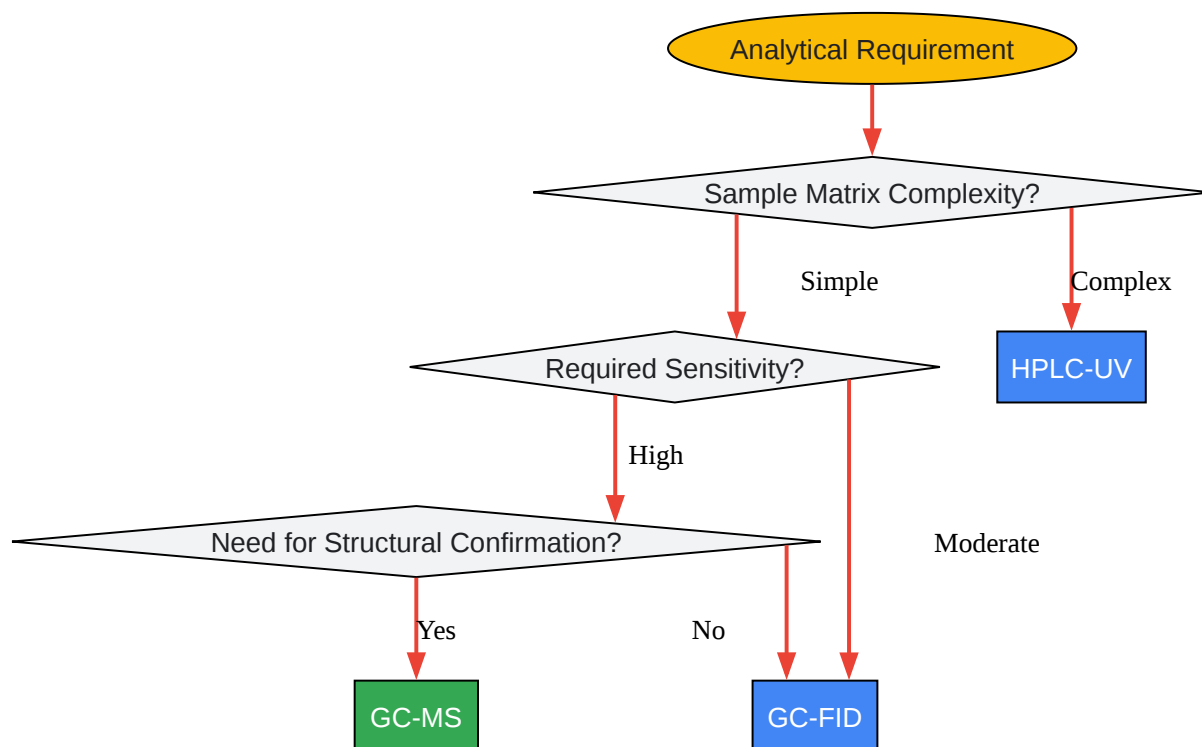 Analytical Requirement
Sample Matrix Complexity?
Simple
Complex
Required Sensitivity?
HPLC-UV
High
Need for Structural Confirmation?
Moderate
Yes
No
GC-MS
GC-FID